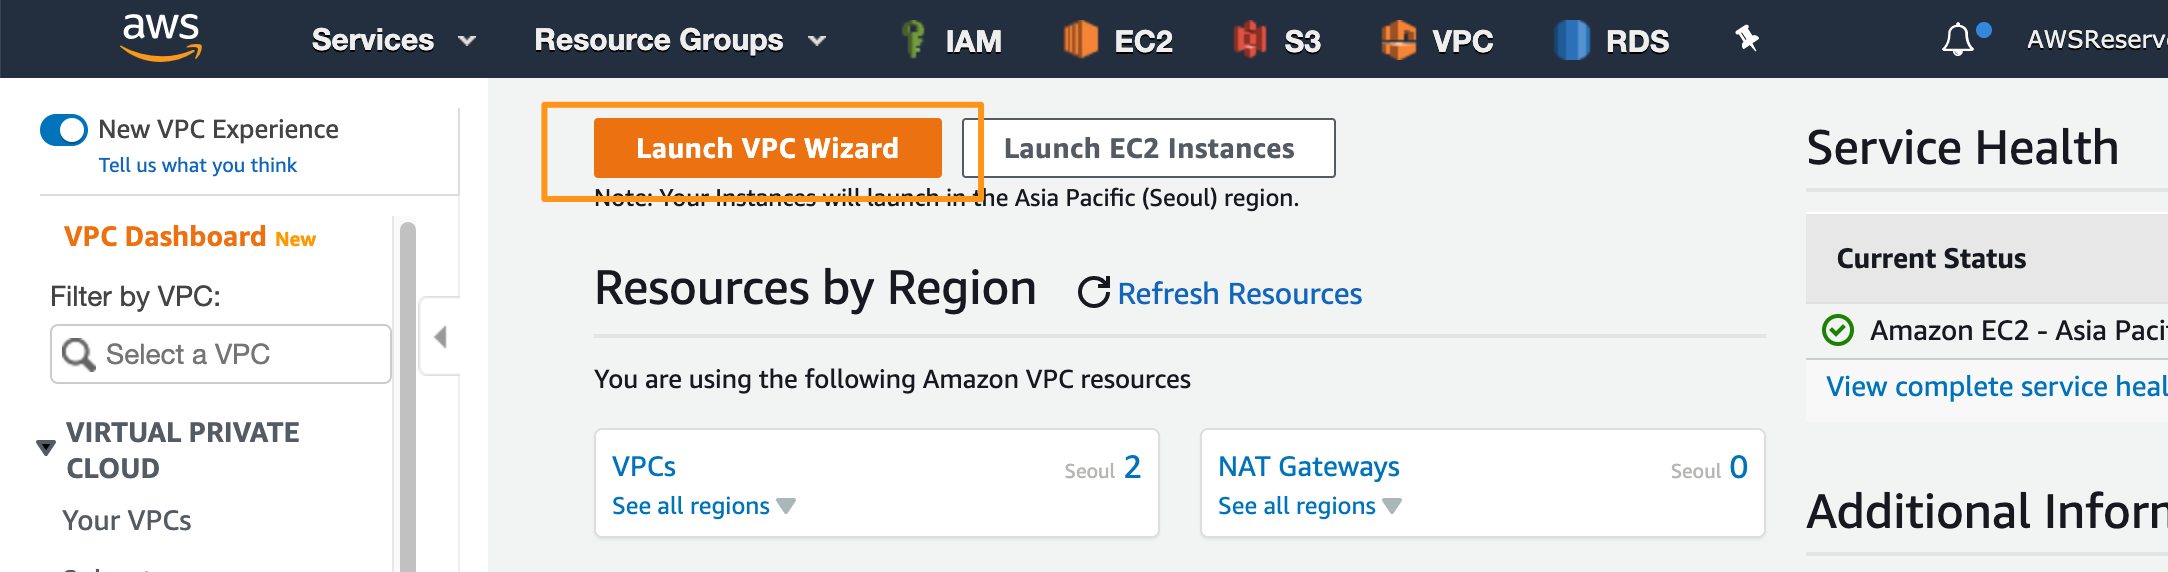 aws Services Resource Groups IAM EC2 S3 VPC RDS AWSReserv
New VPC Experience
Tell us what you think
VPC Dashboard New
Filter by VPC:
Select a VPC
VIRTUAL PRIVATE
CLOUD
Your VPCs
Launch VPC Wizard Launch EC2 Instances
Note: Your Instances will launch in the Asia Pacific (Seoul) region.
Resources by Region Refresh Resources
You are using the following Amazon VPC resources
VPCs Seoul 2
See all regions
NAT Gateways Seoul 0
See all regions
Service Health
Current Status
Amazon EC2 - Asia Paci
View complete service heal
Additional Inform